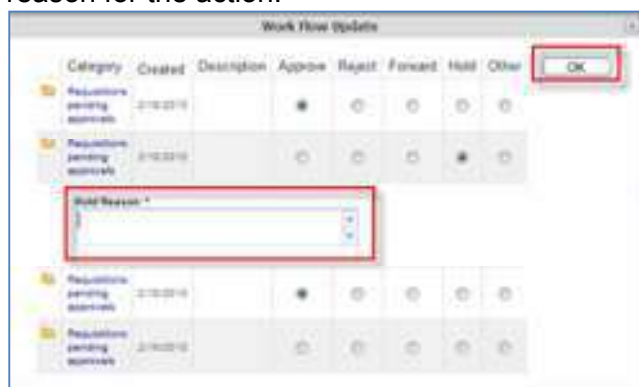 reason for the action.
Work Flow Update
Category Created Description Approve Reject Forward Hold Other OK
Requisitions
pending
approvals
Requisitions
pending
approvals
Hold Reason: *
Requisitions
pending
approvals
Requisitions
pending
approvals